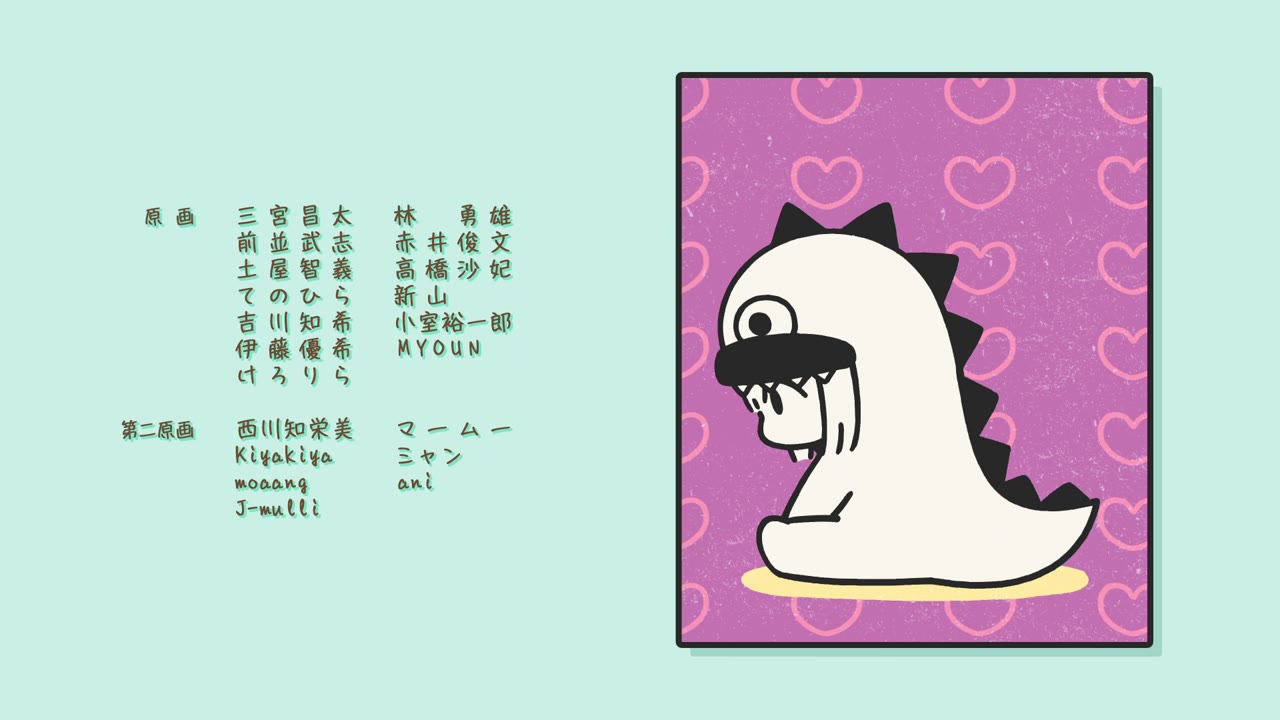 原画 三宮昌太 林 勇雄
前並武志 赤井俊文
土屋智義 高橋沙妃
てのひら 新山
吉川知希 小室裕一郎
伊藤優希 MYOUN
けろりら
第二原画 西川知栄美 マームー
Kiyakiya ミャン
moaang ani
J-mulli